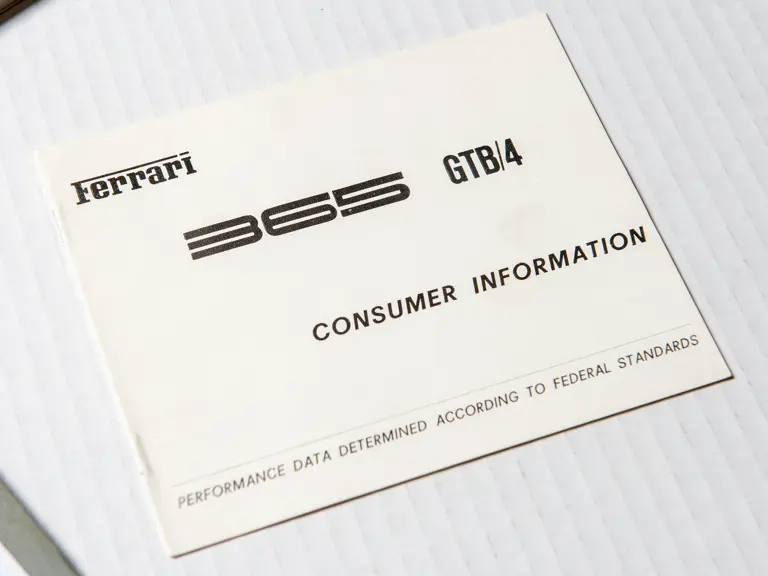 Ferrari
365 GTB/4
CONSUMER INFORMATION
PERFORMANCE DATA DETERMINED ACCORDING TO FEDERAL STANDARDS